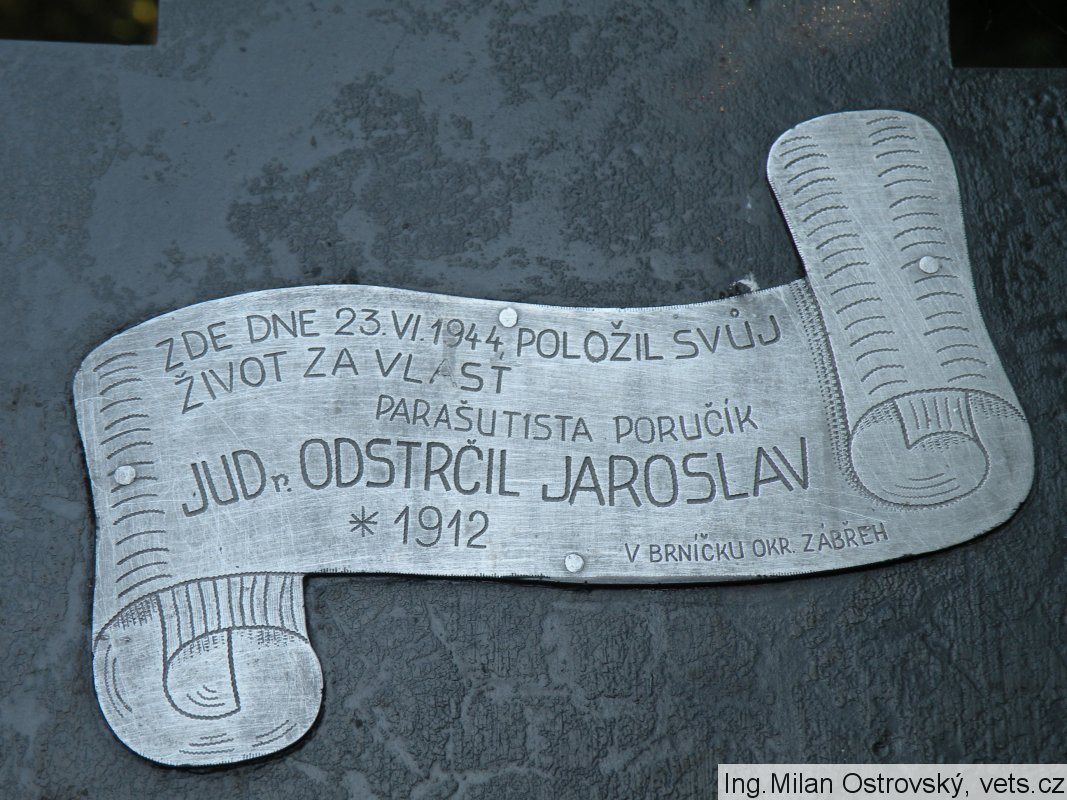 ZDE DNE 23.VI.1944, POLOŽIL SVŮJ
ŽIVOT ZA VLAST
PARAŠUTISTA PORUČÍK
JUDr. ODSTRČIL JAROSLAV
* 1912
V BRNÍČKU OKR. ZÁBŘEH
Ing.Milan Ostrovský, vets.cz